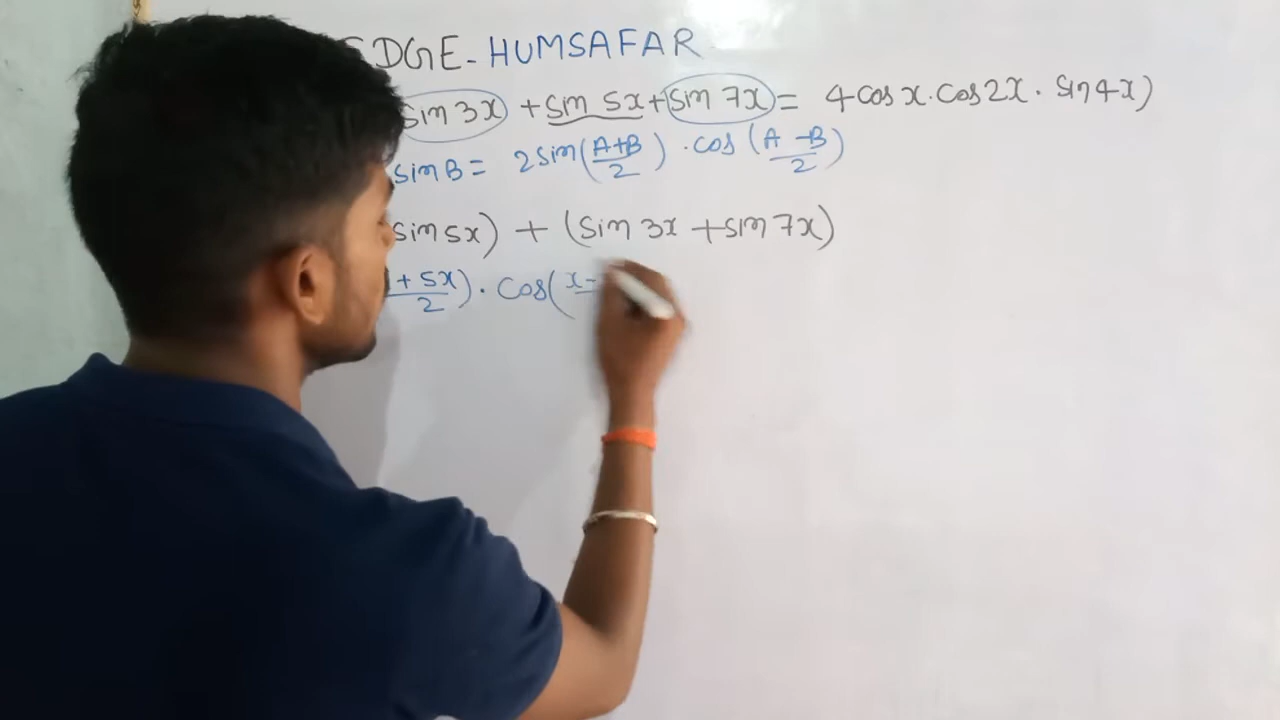 EDGE-HUMSAFAR
sin 3x + sin 5x + sin 7x = 4 cos x . cos 2x . sin 4x)
sin B = 2 sin(A+B/2) . cos (A-B/2)
sin 5x) + (sin 3x + sin 7x)
+ 5x/2) . cos(x-